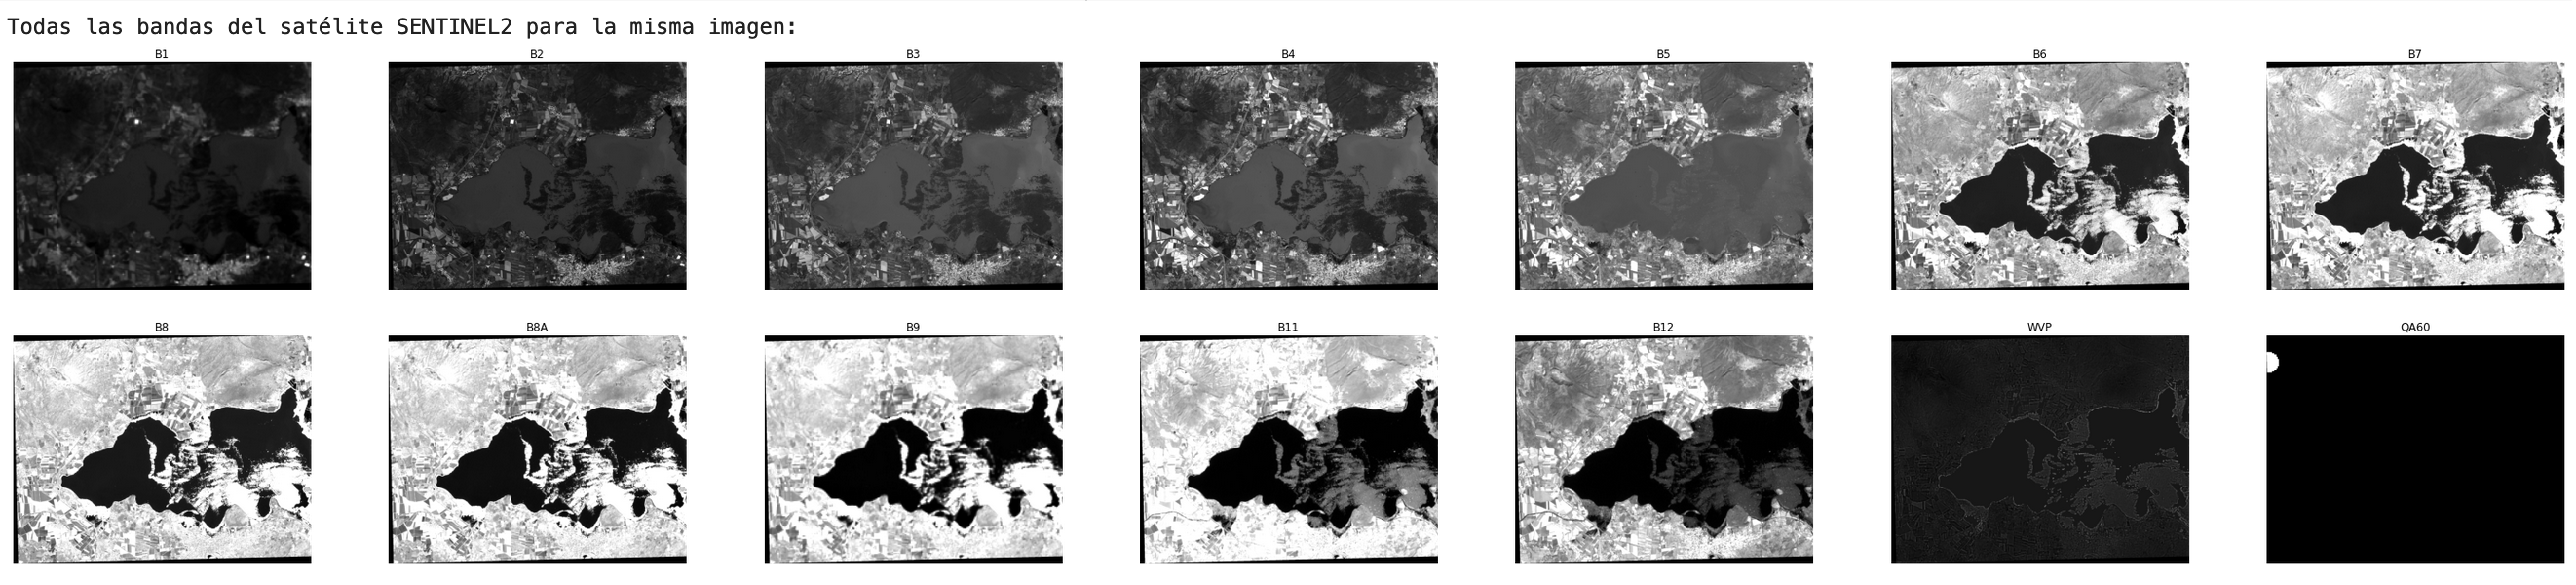 Todas las bandas del satélite SENTINEL2 para la misma imagen:
B1 B2 B3 B4 B5 B6 B7
B8 B8A B9 B11 B12 WVP QA60